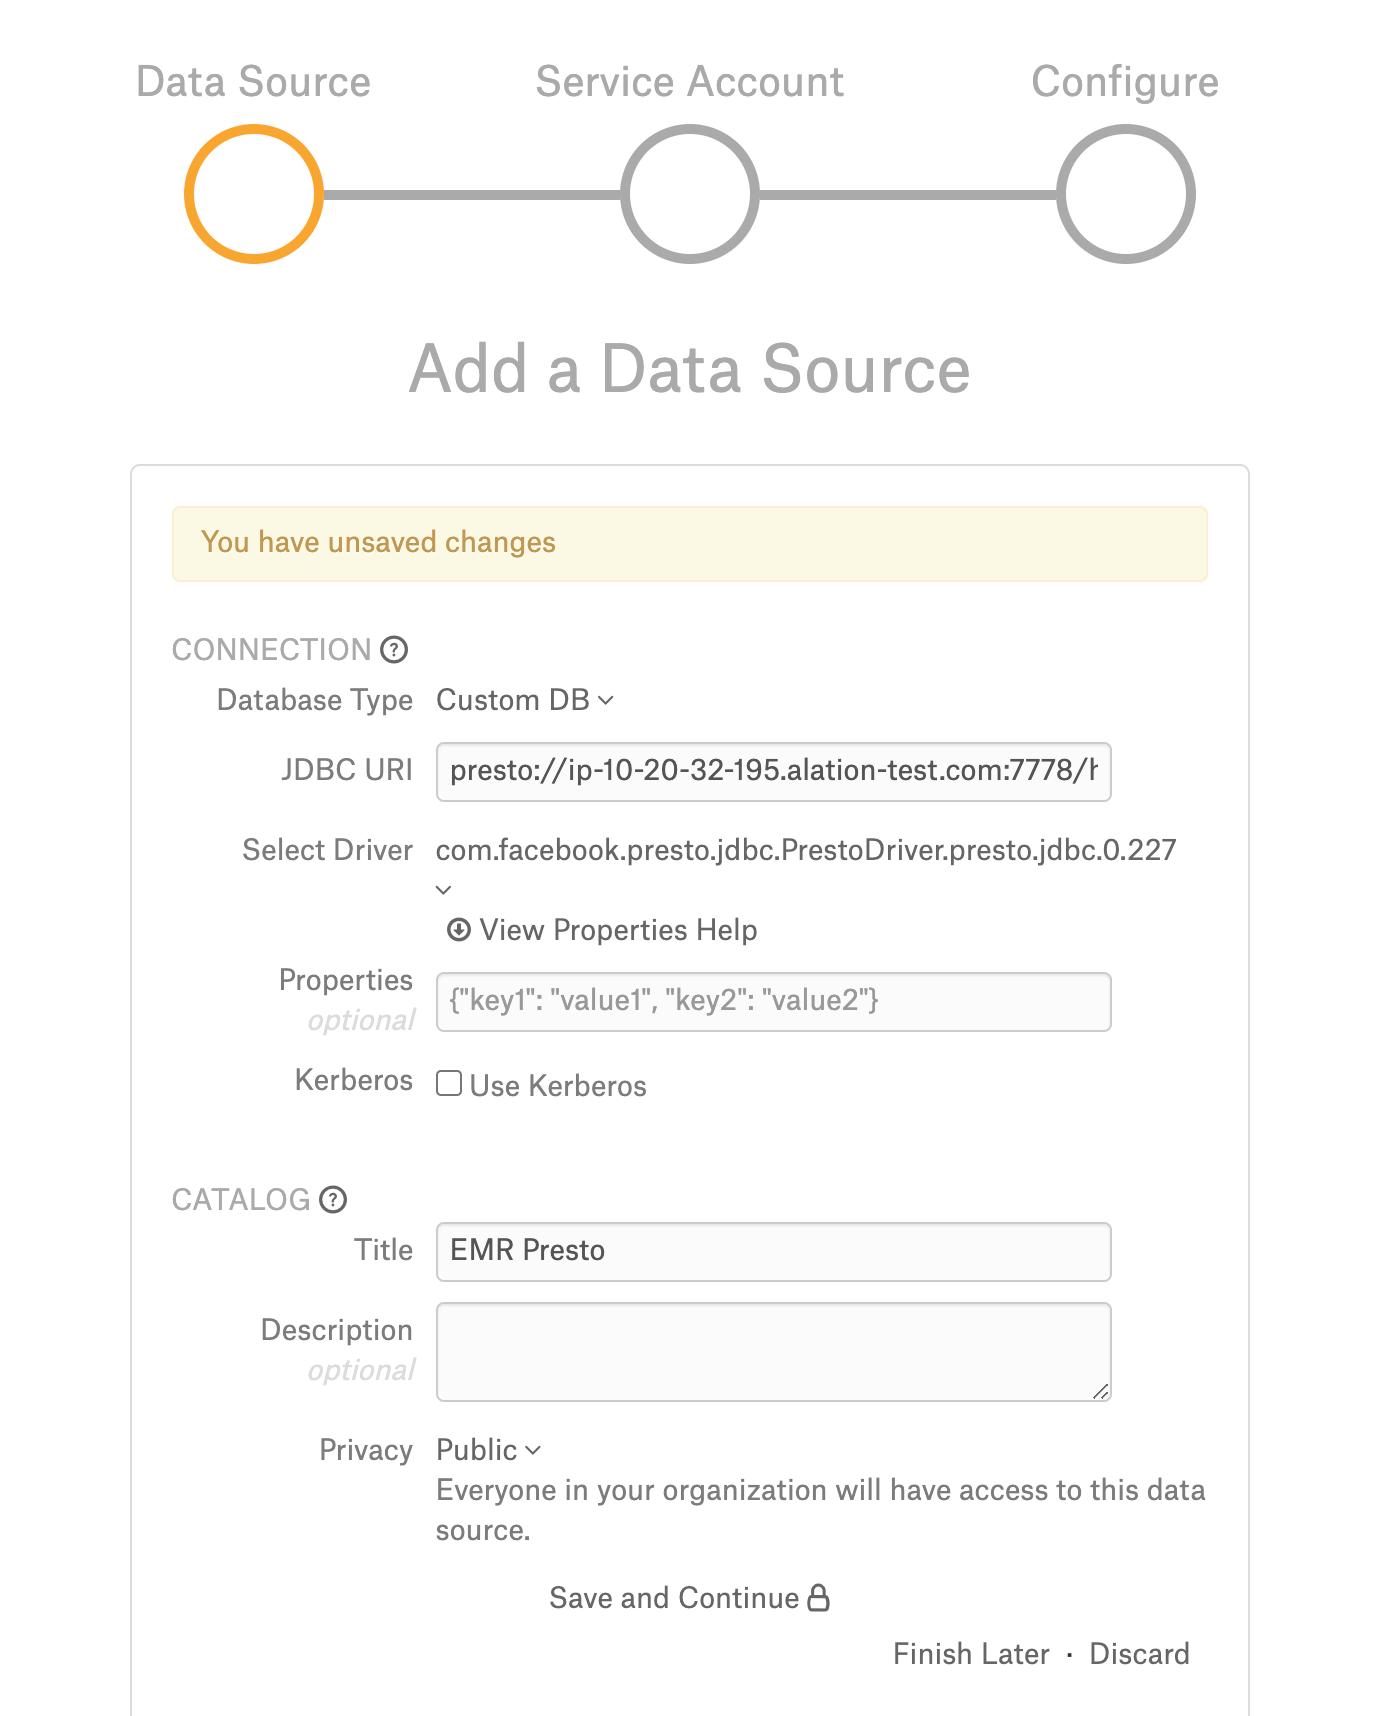 Data Source
Service Account
Configure
Add a Data Source
You have unsaved changes
CONNECTION ?
Database Type Custom DB
JDBC URI presto://ip-10-20-32-195.alation-test.com:7778/h
Select Driver com.facebook.presto.jdbc.PrestoDriver.presto.jdbc.0.227
View Properties Help
Properties {"key1": "value1", "key2": "value2"}
optional
Kerberos Use Kerberos
CATALOG ?
Title EMR Presto
Description
optional
Privacy Public
Everyone in your organization will have access to this data
source.
Save and Continue
Finish Later · Discard